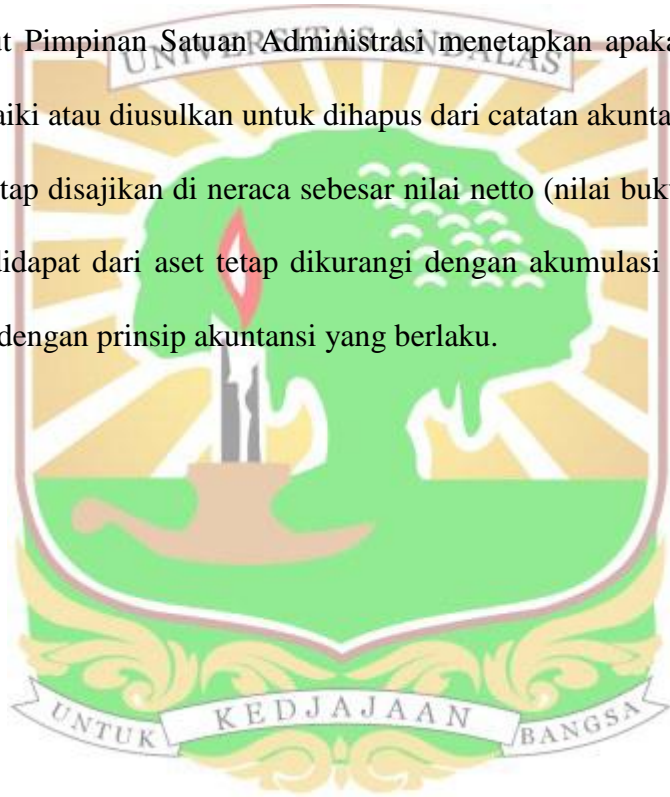 ut Pimpinan Satuan Administrasi menetapkan apaka
UNIVERSITAS ANDALAS
aiki atau diusulkan untuk dihapus dari catatan akunta
tap disajikan di neraca sebesar nilai netto (nilai buk
didapat dari aset tetap dikurangi dengan akumulasi
dengan prinsip akuntansi yang berlaku.
UNTUK KEDJAJAAN BANGSA